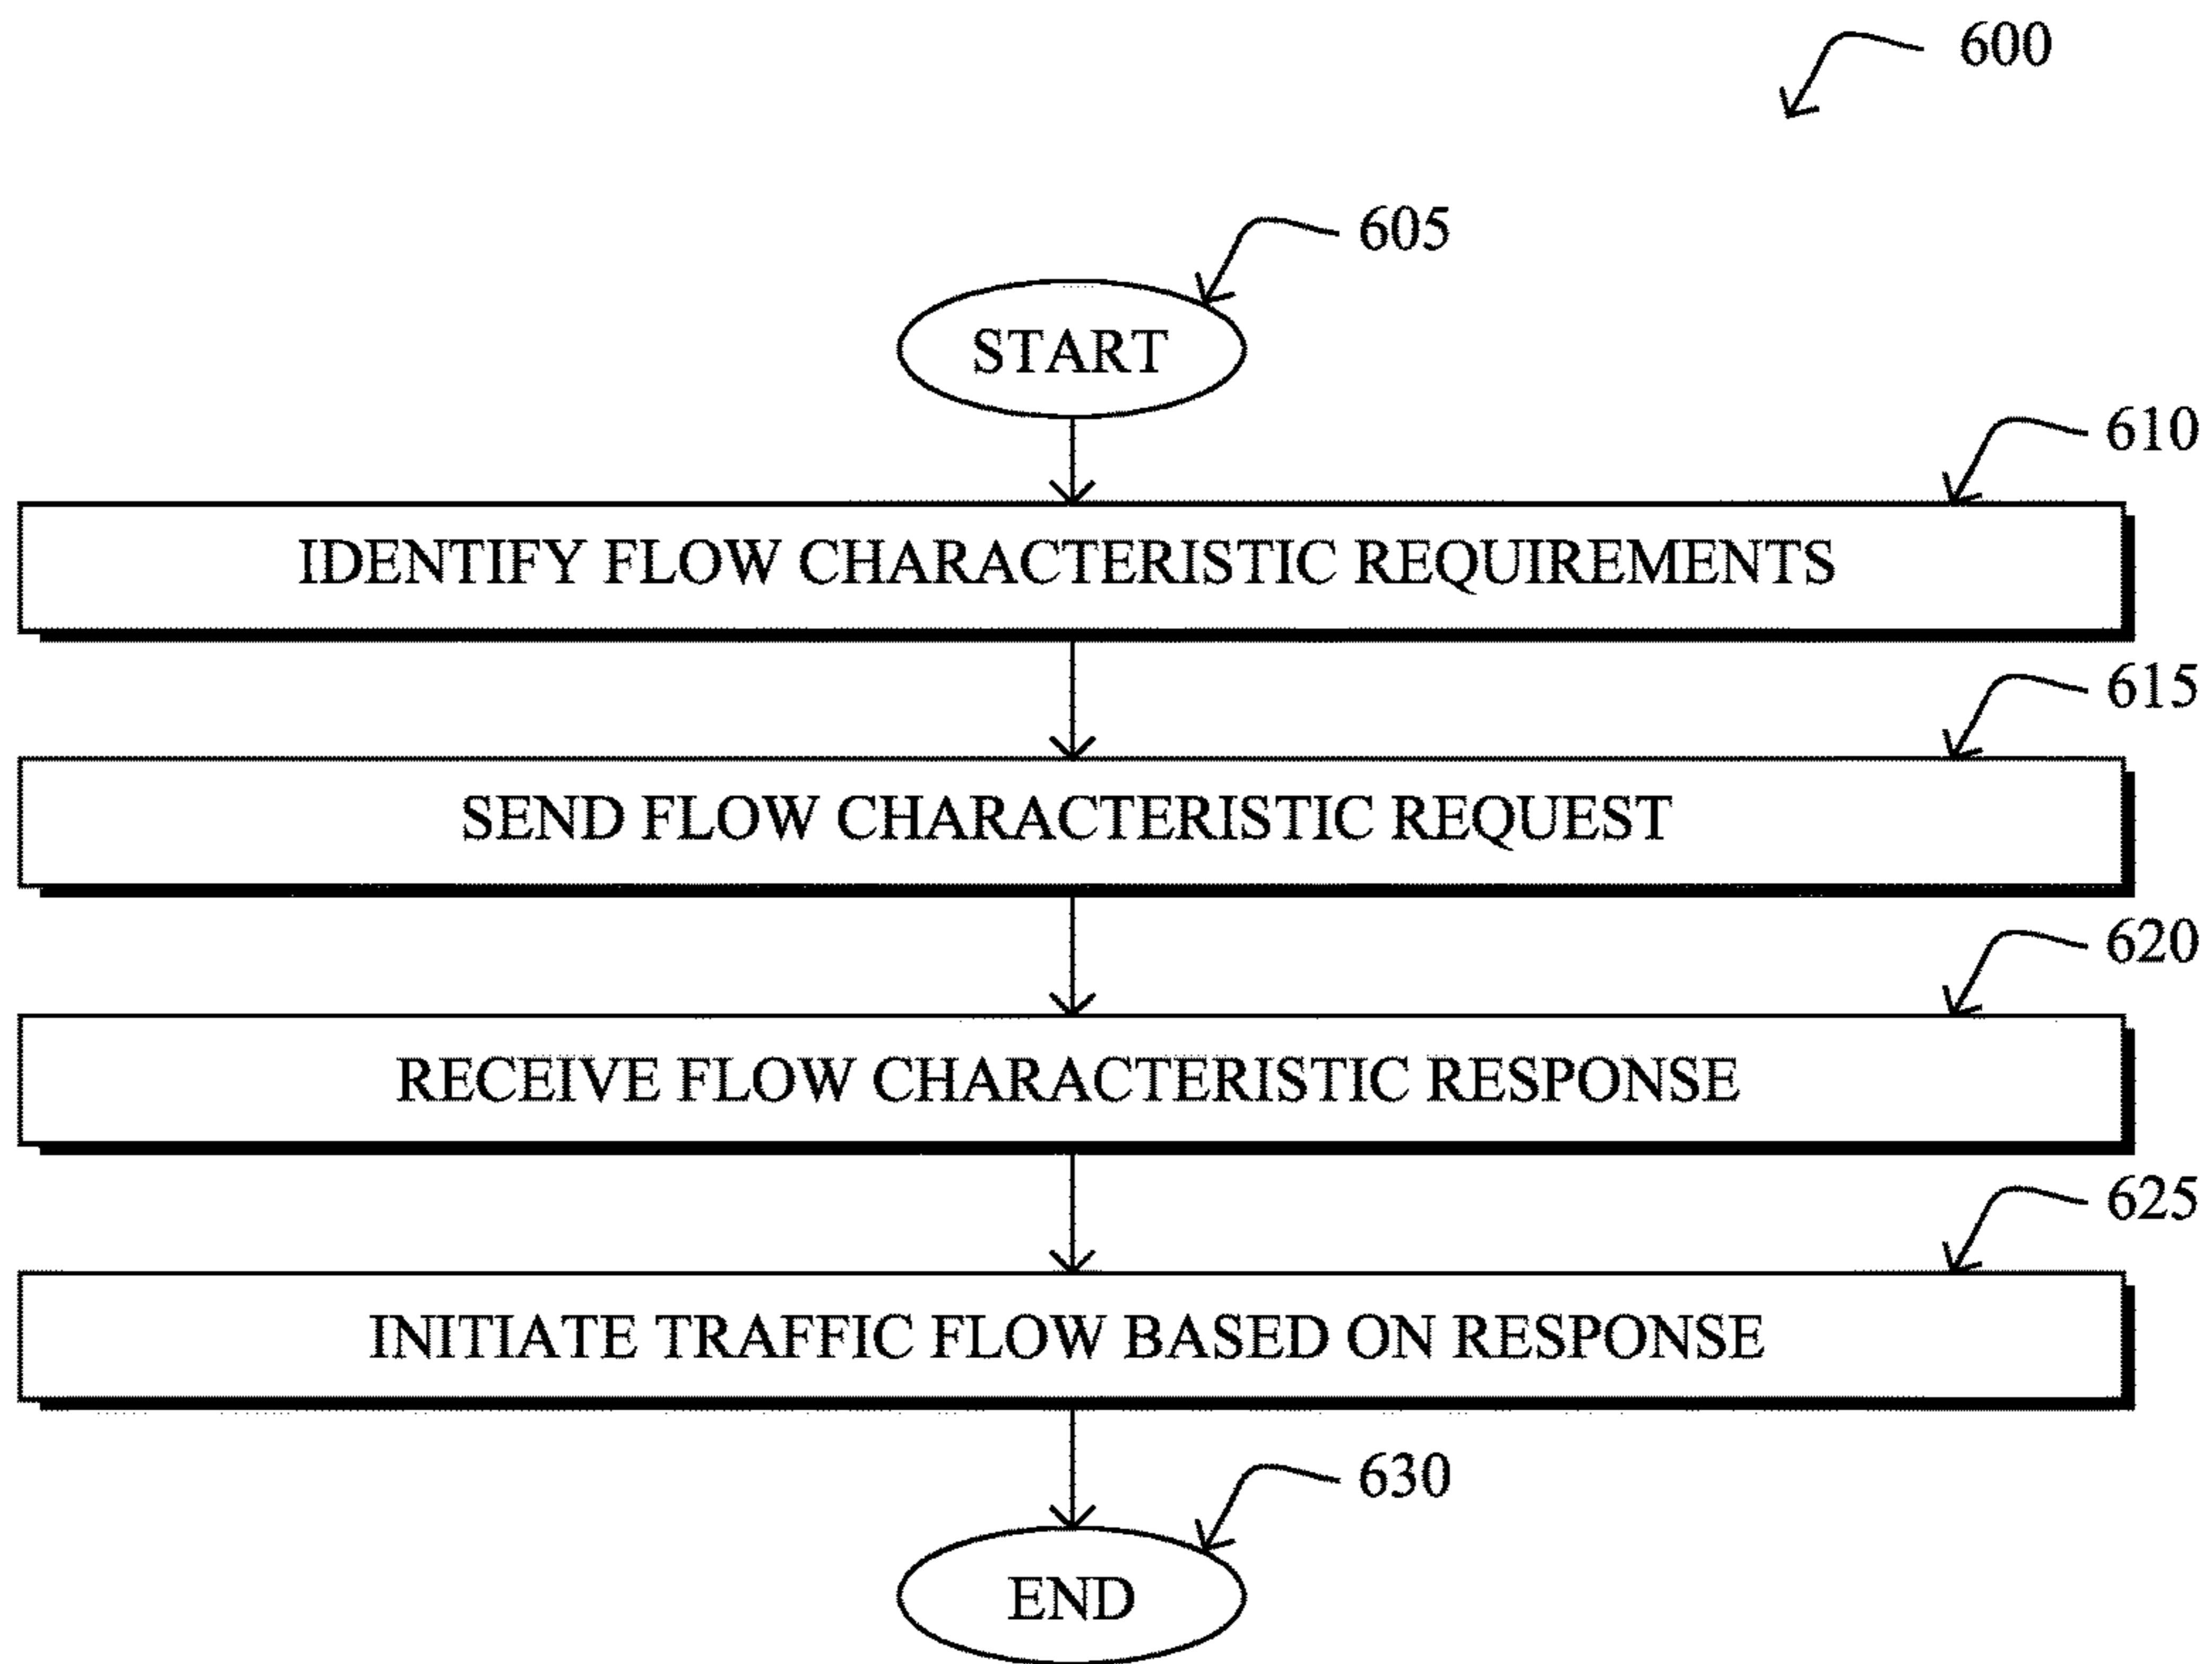 600
605
START
610
IDENTIFY FLOW CHARACTERISTIC REQUIREMENTS
615
SEND FLOW CHARACTERISTIC REQUEST
620
RECEIVE FLOW CHARACTERISTIC RESPONSE
625
INITIATE TRAFFIC FLOW BASED ON RESPONSE
630
END